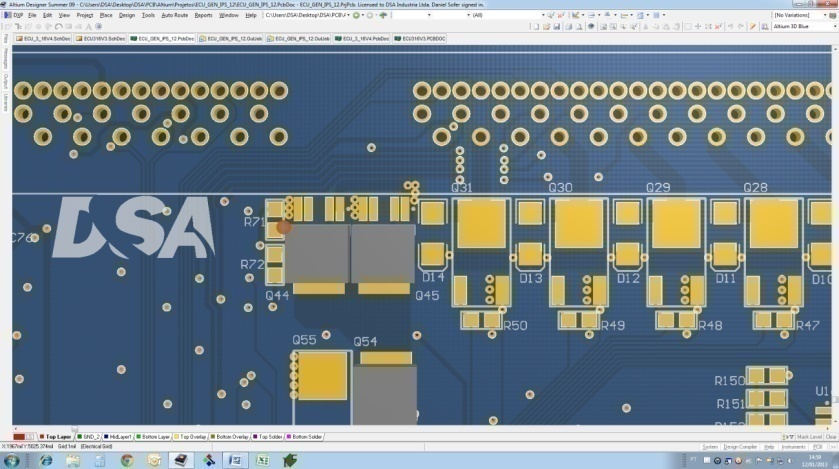 Altium Designer Summer 09 - C:\Users\DSA\Desktop\DSA\PCB\Altium\Projetos\ECU_GEN_IPS_12\ECU_GEN_IPS_12.PcbDoc - ECU_GEN_IPS_12.PrjPcb. Licensed to DSA Industria Ltda. Daniel Sofer signed in.
DXP File Edit View Project Place Design Tools Auto Route Reports Window Help
C:\Users\DSA\Desktop\DSA\PCB\A
[No Variations]
(All)
Altium 3D Blue
ECU_3_16V4.SchDoc ECU316V3.SchDoc ECU_GEN_IPS_12.PcbDoc ECU_GEN_IPS_12.OutJob ECU_GEN_IPS_12.OutJob ECU_3_16V4.PcbDoc ECU316V3.PCBDOC
Q31 Q30 Q29 Q28
DSA
R71
C76
R72
D14 D13 D12 D11 D10
Q44 Q45
R50 R49 R48 R47
Q55 Q54
R150
U1
R151
Top Layer GND_2 MidLayer1 Bottom Layer Top Overlay Bottom Overlay Top Solder Bottom Solder
Mask Level Clear
X:1967mil Y:5825.374mil Grid:1mil (Electrical Grid)
System Design Compiler Help Instruments PCB
PT
14:59
12/01/2011